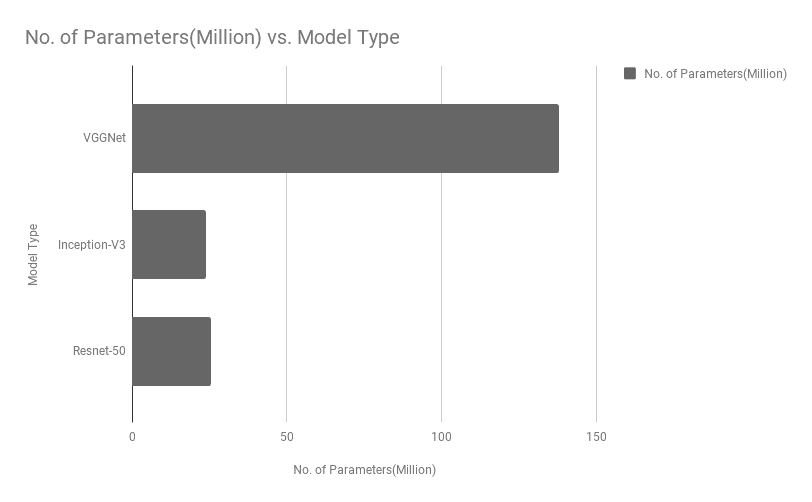 No. of Parameters(Million) vs. Model Type
No. of Parameters(Million)
VGGNet
Inception-V3
Resnet-50
Model Type
0 50 100 150
No. of Parameters(Million)